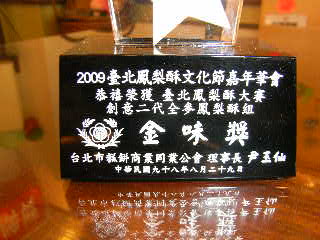 2009臺北鳳梨酥文化節嘉年華會
恭禧榮獲 臺北鳳梨酥大賽
創意二代全麥鳳梨酥組
金味獎
台北市糕餅商業同業公會 理事長 尹玉仙
中華民國九十八年八月二十九日